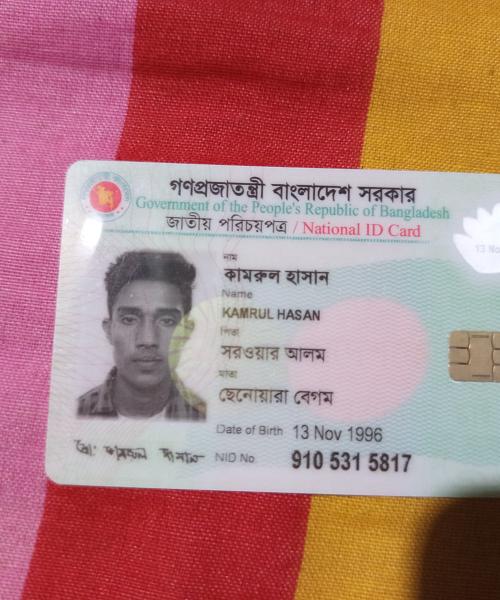 গণপ্রজাতন্ত্রী বাংলাদেশ সরকার
Government of the People's Republic of Bangladesh
জাতীয় পরিচয়পত্র / National ID Card
13 No
নাম
কামরুল হাসান
Name
KAMRUL HASAN
পিতা
সরওয়ার আলম
মাতা
ছেনোয়ারা বেগম
Date of Birth 13 Nov 1996
NID No. 910 531 5817